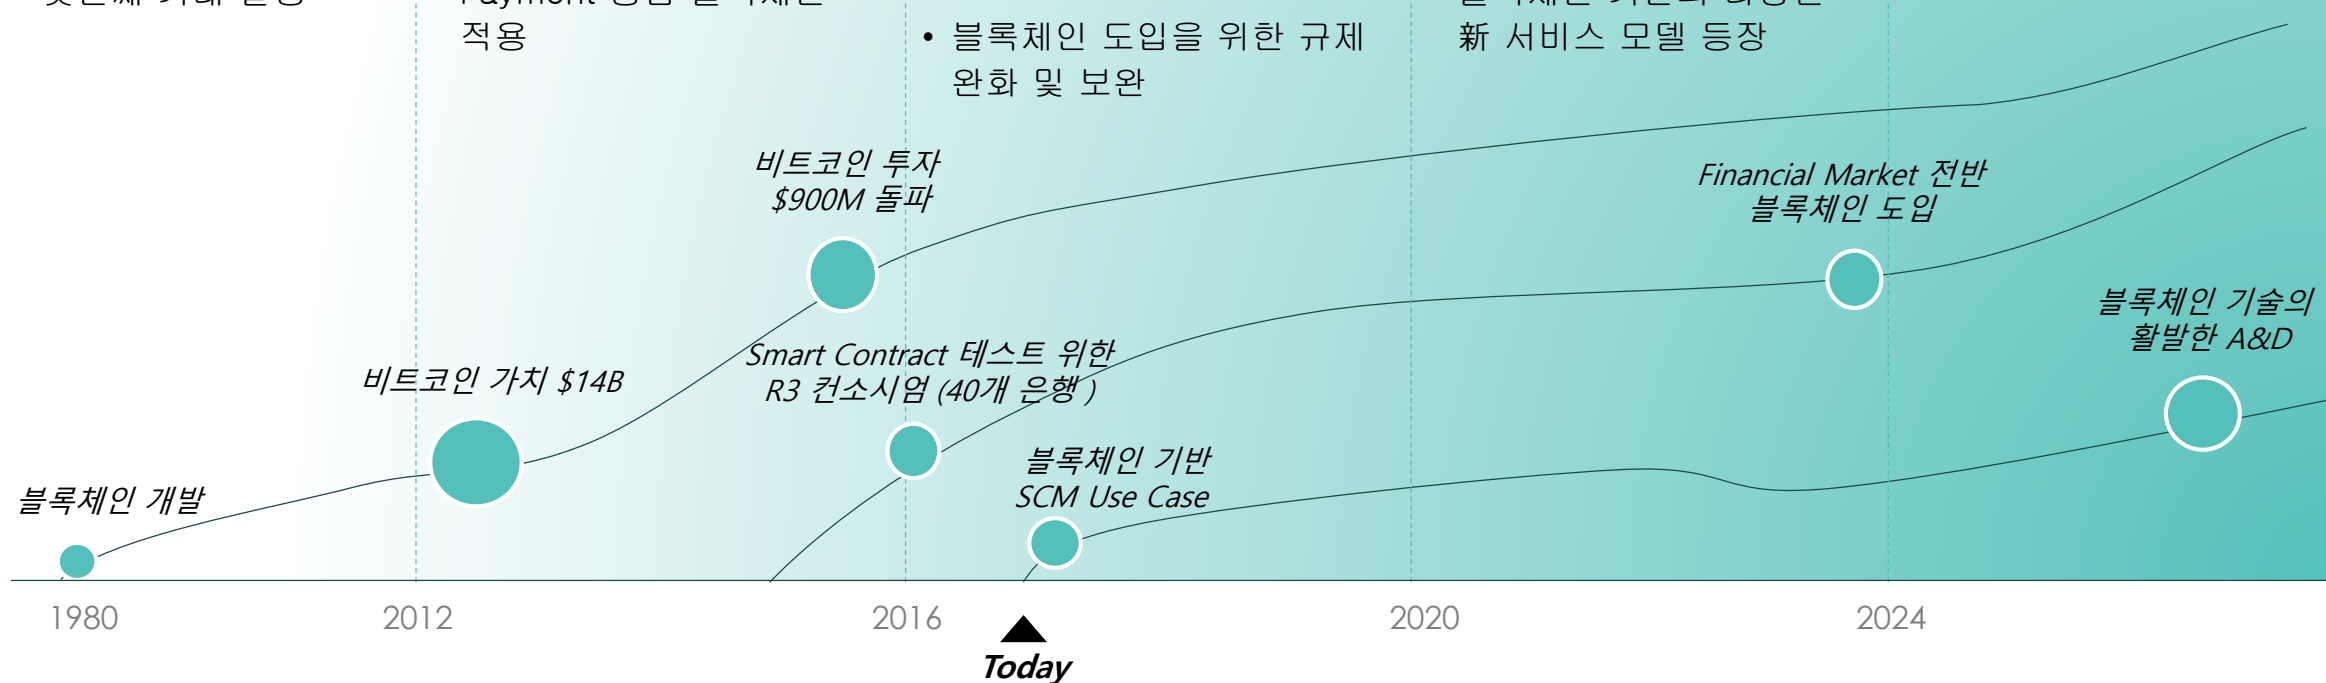 적용
• 블록체인 도입을 위한 규제
완화 및 보완
新 서비스 모델 등장
비트코인 투자
$900M 돌파
Financial Market 전반
블록체인 도입
블록체인 기술의
활발한 A&D
Smart Contract 테스트 위한
R3 컨소시엄 (40개 은행 )
비트코인 가치 $14B
블록체인 기반
SCM Use Case
블록체인 개발
1980
2012
2016
2020
2024
Today